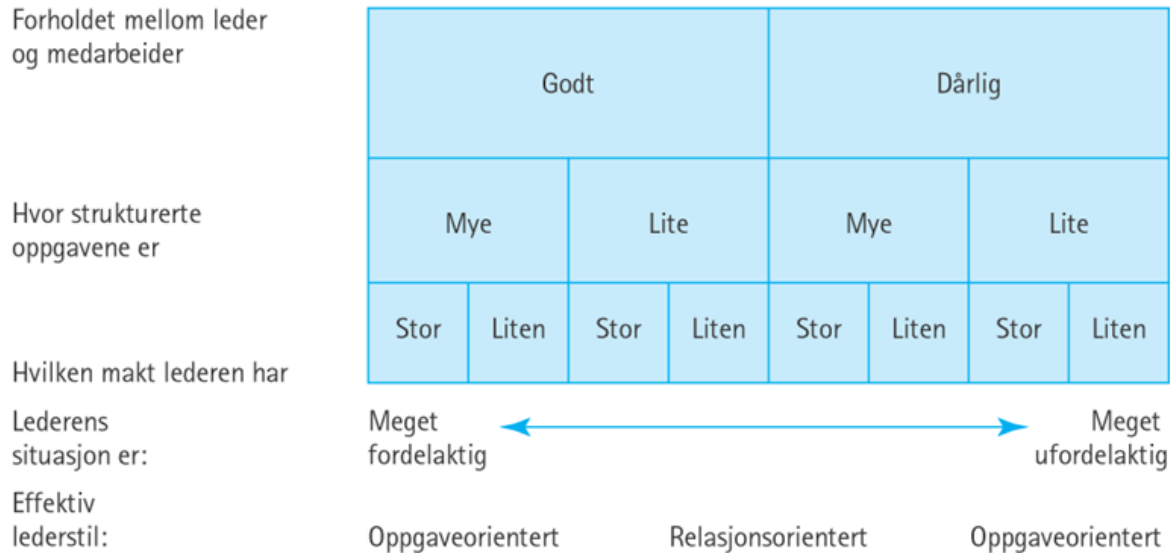 Forholdet mellom leder
og medarbeider
Godt Dårlig
Hvor strukturerte
oppgavene er
Mye Lite Mye Lite
Stor Liten Stor Liten Stor Liten Stor Liten
Hvilken makt lederen har
Lederens
situasjon er:
Meget
fordelaktig
Meget
ufordelaktig
Effektiv
lederstil:
Oppgaveorientert Relasjonsorientert Oppgaveorientert